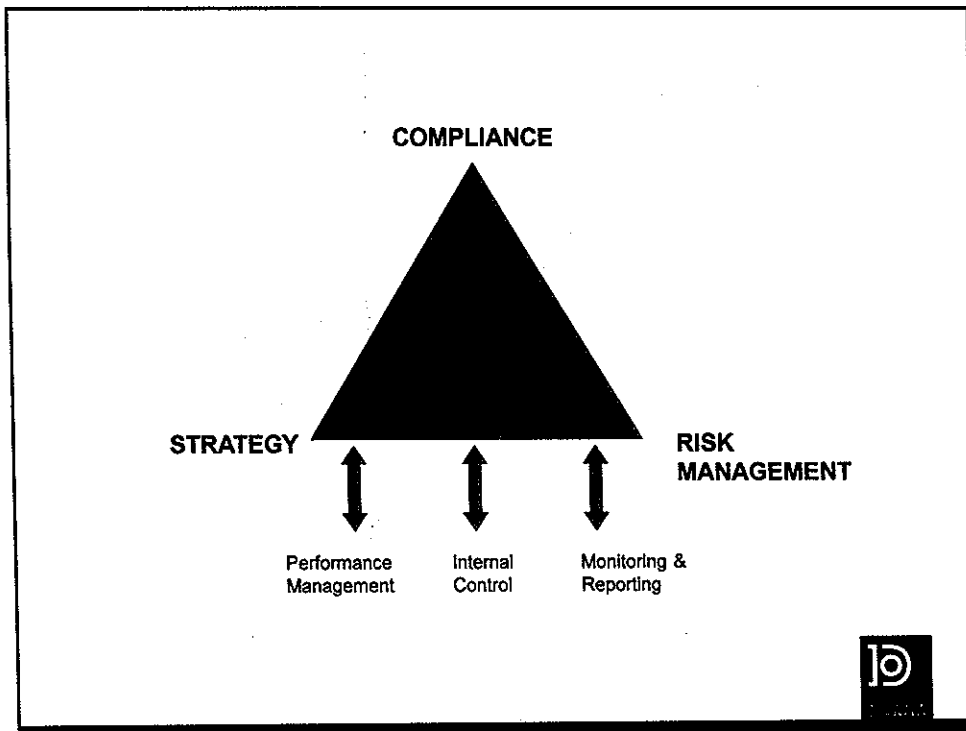 COMPLIANCE
STRATEGY
RISK
MANAGEMENT
Performance
Management
Internal
Control
Monitoring &
Reporting